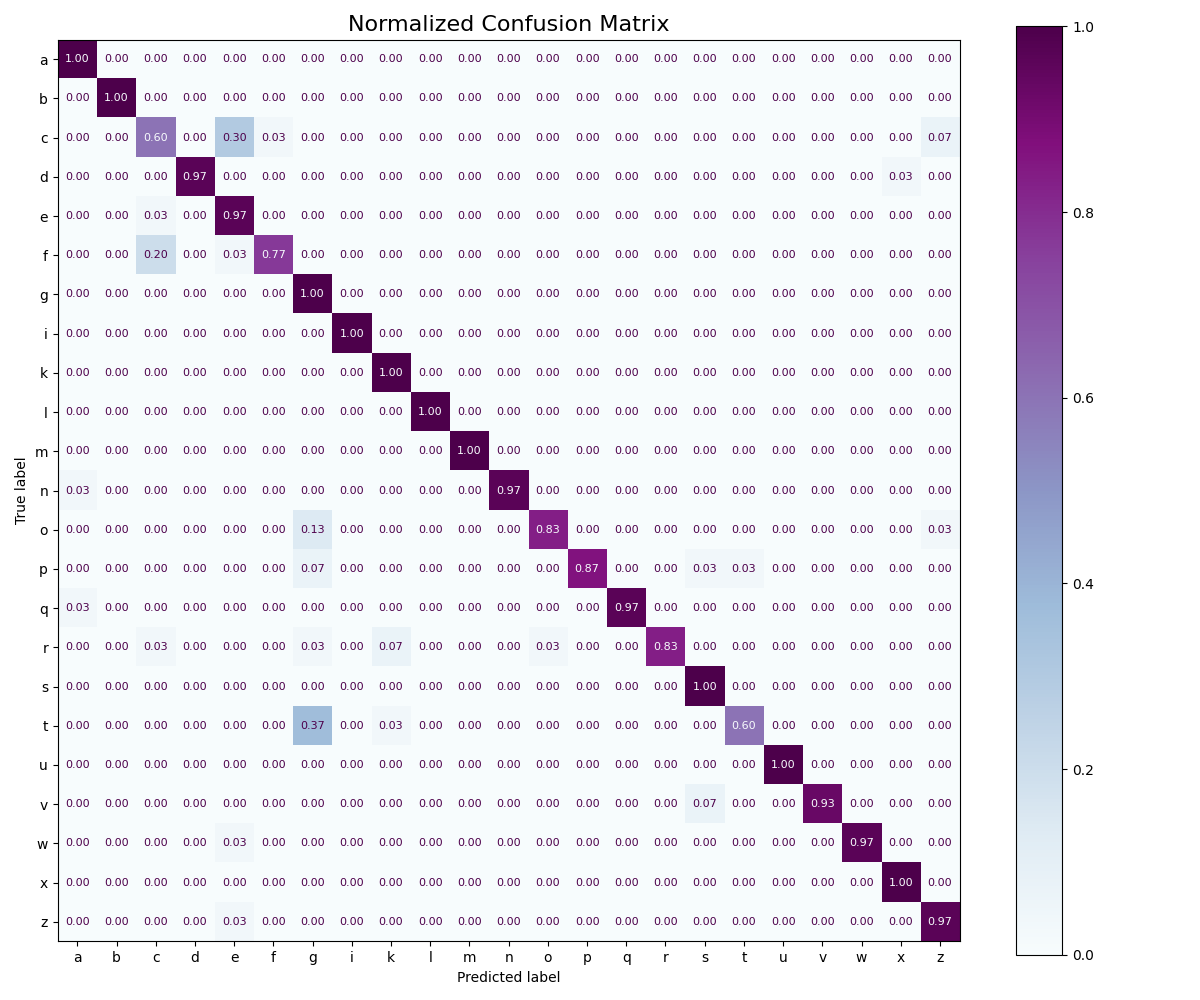 Normalized Confusion Matrix
a 1.00 0.00 0.00 0.00 0.00 0.00 0.00 0.00 0.00 0.00 0.00 0.00 0.00 0.00 0.00 0.00 0.00 0.00 0.00 0.00 0.00 0.00 0.00
b 0.00 1.00 0.00 0.00 0.00 0.00 0.00 0.00 0.00 0.00 0.00 0.00 0.00 0.00 0.00 0.00 0.00 0.00 0.00 0.00 0.00 0.00 0.00
c 0.00 0.00 0.60 0.00 0.30 0.03 0.00 0.00 0.00 0.00 0.00 0.00 0.00 0.00 0.00 0.00 0.00 0.00 0.00 0.00 0.00 0.00 0.07
d 0.00 0.00 0.00 0.97 0.00 0.00 0.00 0.00 0.00 0.00 0.00 0.00 0.00 0.00 0.00 0.00 0.00 0.00 0.00 0.00 0.00 0.03 0.00
e 0.00 0.00 0.03 0.00 0.97 0.00 0.00 0.00 0.00 0.00 0.00 0.00 0.00 0.00 0.00 0.00 0.00 0.00 0.00 0.00 0.00 0.00 0.00
f 0.00 0.00 0.20 0.00 0.03 0.77 0.00 0.00 0.00 0.00 0.00 0.00 0.00 0.00 0.00 0.00 0.00 0.00 0.00 0.00 0.00 0.00 0.00
g 0.00 0.00 0.00 0.00 0.00 0.00 1.00 0.00 0.00 0.00 0.00 0.00 0.00 0.00 0.00 0.00 0.00 0.00 0.00 0.00 0.00 0.00 0.00
i 0.00 0.00 0.00 0.00 0.00 0.00 0.00 1.00 0.00 0.00 0.00 0.00 0.00 0.00 0.00 0.00 0.00 0.00 0.00 0.00 0.00 0.00 0.00
k 0.00 0.00 0.00 0.00 0.00 0.00 0.00 0.00 1.00 0.00 0.00 0.00 0.00 0.00 0.00 0.00 0.00 0.00 0.00 0.00 0.00 0.00 0.00
l 0.00 0.00 0.00 0.00 0.00 0.00 0.00 0.00 0.00 1.00 0.00 0.00 0.00 0.00 0.00 0.00 0.00 0.00 0.00 0.00 0.00 0.00 0.00
m 0.00 0.00 0.00 0.00 0.00 0.00 0.00 0.00 0.00 0.00 1.00 0.00 0.00 0.00 0.00 0.00 0.00 0.00 0.00 0.00 0.00 0.00 0.00
n 0.03 0.00 0.00 0.00 0.00 0.00 0.00 0.00 0.00 0.00 0.00 0.97 0.00 0.00 0.00 0.00 0.00 0.00 0.00 0.00 0.00 0.00 0.00
o 0.00 0.00 0.00 0.00 0.00 0.00 0.13 0.00 0.00 0.00 0.00 0.00 0.83 0.00 0.00 0.00 0.00 0.00 0.00 0.00 0.00 0.00 0.03
p 0.00 0.00 0.00 0.00 0.00 0.00 0.07 0.00 0.00 0.00 0.00 0.00 0.00 0.87 0.00 0.00 0.03 0.03 0.00 0.00 0.00 0.00 0.00
q 0.03 0.00 0.00 0.00 0.00 0.00 0.00 0.00 0.00 0.00 0.00 0.00 0.00 0.00 0.97 0.00 0.00 0.00 0.00 0.00 0.00 0.00 0.00
r 0.00 0.00 0.03 0.00 0.00 0.00 0.03 0.00 0.07 0.00 0.00 0.00 0.03 0.00 0.00 0.83 0.00 0.00 0.00 0.00 0.00 0.00 0.00
s 0.00 0.00 0.00 0.00 0.00 0.00 0.00 0.00 0.00 0.00 0.00 0.00 0.00 0.00 0.00 0.00 1.00 0.00 0.00 0.00 0.00 0.00 0.00
t 0.00 0.00 0.00 0.00 0.00 0.00 0.37 0.00 0.03 0.00 0.00 0.00 0.00 0.00 0.00 0.00 0.00 0.60 0.00 0.00 0.00 0.00 0.00
u 0.00 0.00 0.00 0.00 0.00 0.00 0.00 0.00 0.00 0.00 0.00 0.00 0.00 0.00 0.00 0.00 0.00 0.00 1.00 0.00 0.00 0.00 0.00
v 0.00 0.00 0.00 0.00 0.00 0.00 0.00 0.00 0.00 0.00 0.00 0.00 0.00 0.00 0.00 0.00 0.07 0.00 0.00 0.93 0.00 0.00 0.00
w 0.00 0.00 0.00 0.00 0.03 0.00 0.00 0.00 0.00 0.00 0.00 0.00 0.00 0.00 0.00 0.00 0.00 0.00 0.00 0.00 0.97 0.00 0.00
x 0.00 0.00 0.00 0.00 0.00 0.00 0.00 0.00 0.00 0.00 0.00 0.00 0.00 0.00 0.00 0.00 0.00 0.00 0.00 0.00 0.00 1.00 0.00
z 0.00 0.00 0.00 0.00 0.03 0.00 0.00 0.00 0.00 0.00 0.00 0.00 0.00 0.00 0.00 0.00 0.00 0.00 0.00 0.00 0.00 0.00 0.97
a b c d e f g i k l m n o p q r s t u v w x z
Predicted label
True label
1.0
0.8
0.6
0.4
0.2
0.0